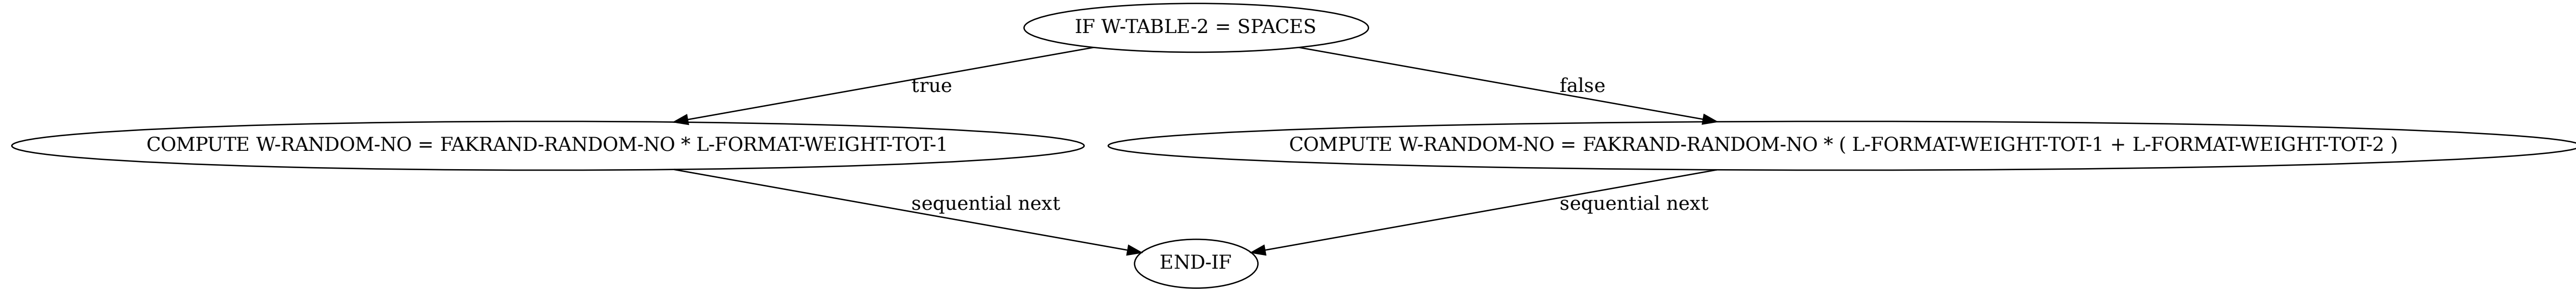 IF W-TABLE-2 = SPACES
true
false
COMPUTE W-RANDOM-NO = FAKRAND-RANDOM-NO * L-FORMAT-WEIGHT-TOT-1
COMPUTE W-RANDOM-NO = FAKRAND-RANDOM-NO * ( L-FORMAT-WEIGHT-TOT-1 + L-FORMAT-WEIGHT-TOT-2 )
sequential next
sequential next
END-IF